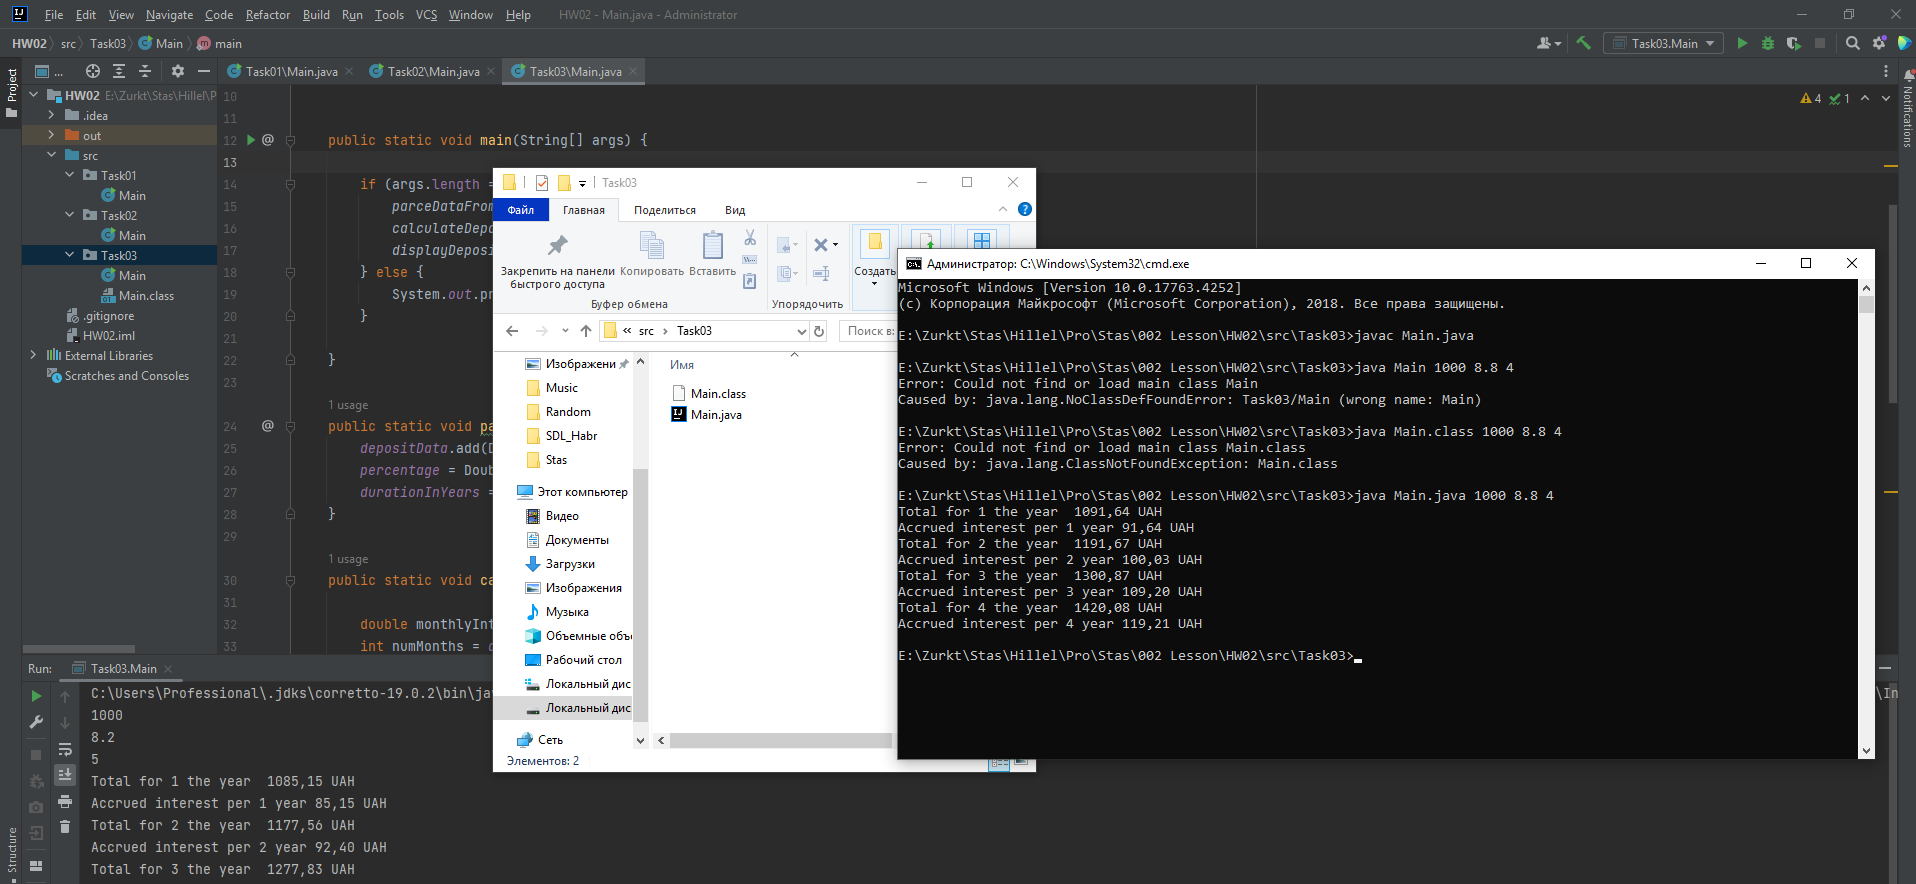 File Edit View Navigate Code Refactor Build Run Tools VCS Window Help HW02 - Main.java - Administrator
HW02 src Task03 Main main
Task03.Main
Project
...
Task01\Main.java
Task02\Main.java
Task03\Main.java
HW02 E:\Zurkt\Stas\Hillel\P
.idea
out
src
Task01
Main
Task02
Main
Task03
Main
Main.class
.gitignore
HW02.iml
External Libraries
Scratches and Consoles
4 1
Notifications
10
11
12 public static void main(String[] args) {
13
14 if (args.length =
15 parceDataFrom
16 calculateDepo
17 displayDeposi
18 } else {
19 System.out.pr
20 }
21
22 }
23
1 usage
24 public static void pa
25 depositData.add(D
26 percentage = Doub
27 durationInYears =
28 }
29
1 usage
30 public static void ca
31
32 double monthlyInt
33 int numMonths = d
Task03
Файл Главная Поделиться Вид
Закрепить на панели
быстрого доступа
Копировать
Вставить
Создать
Буфер обмена
Упорядочить
« src › Task03
Поиск в:
Изображени
Music
Random
SDL_Habr
Stas
Этот компьютер
Видео
Документы
Загрузки
Изображения
Музыка
Объемные объ
Рабочий стол
Локальный дис
Локальный дис
Сеть
Имя
Main.class
Main.java
Элементов: 2
Администратор: C:\Windows\System32\cmd.exe
Microsoft Windows [Version 10.0.17763.4252]
(c) Корпорация Майкрософт (Microsoft Corporation), 2018. Все права защищены.
E:\Zurkt\Stas\Hillel\Pro\Stas\002 Lesson\HW02\src\Task03>javac Main.java
E:\Zurkt\Stas\Hillel\Pro\Stas\002 Lesson\HW02\src\Task03>java Main 1000 8.8 4
Error: Could not find or load main class Main
Caused by: java.lang.NoClassDefFoundError: Task03/Main (wrong name: Main)
E:\Zurkt\Stas\Hillel\Pro\Stas\002 Lesson\HW02\src\Task03>java Main.class 1000 8.8 4
Error: Could not find or load main class Main.class
Caused by: java.lang.ClassNotFoundException: Main.class
E:\Zurkt\Stas\Hillel\Pro\Stas\002 Lesson\HW02\src\Task03>java Main.java 1000 8.8 4
Total for 1 the year  1091,64 UAH
Accrued interest per 1 year 91,64 UAH
Total for 2 the year  1191,67 UAH
Accrued interest per 2 year 100,03 UAH
Total for 3 the year  1300,87 UAH
Accrued interest per 3 year 109,20 UAH
Total for 4 the year  1420,08 UAH
Accrued interest per 4 year 119,21 UAH
E:\Zurkt\Stas\Hillel\Pro\Stas\002 Lesson\HW02\src\Task03>
Run: Task03.Main
C:\Users\Professional\.jdks\corretto-19.0.2\bin\jav
\In
1000
8.2
5
Total for 1 the year  1085,15 UAH
Accrued interest per 1 year 85,15 UAH
Total for 2 the year  1177,56 UAH
Accrued interest per 2 year 92,40 UAH
Total for 3 the year  1277,83 UAH
Structure